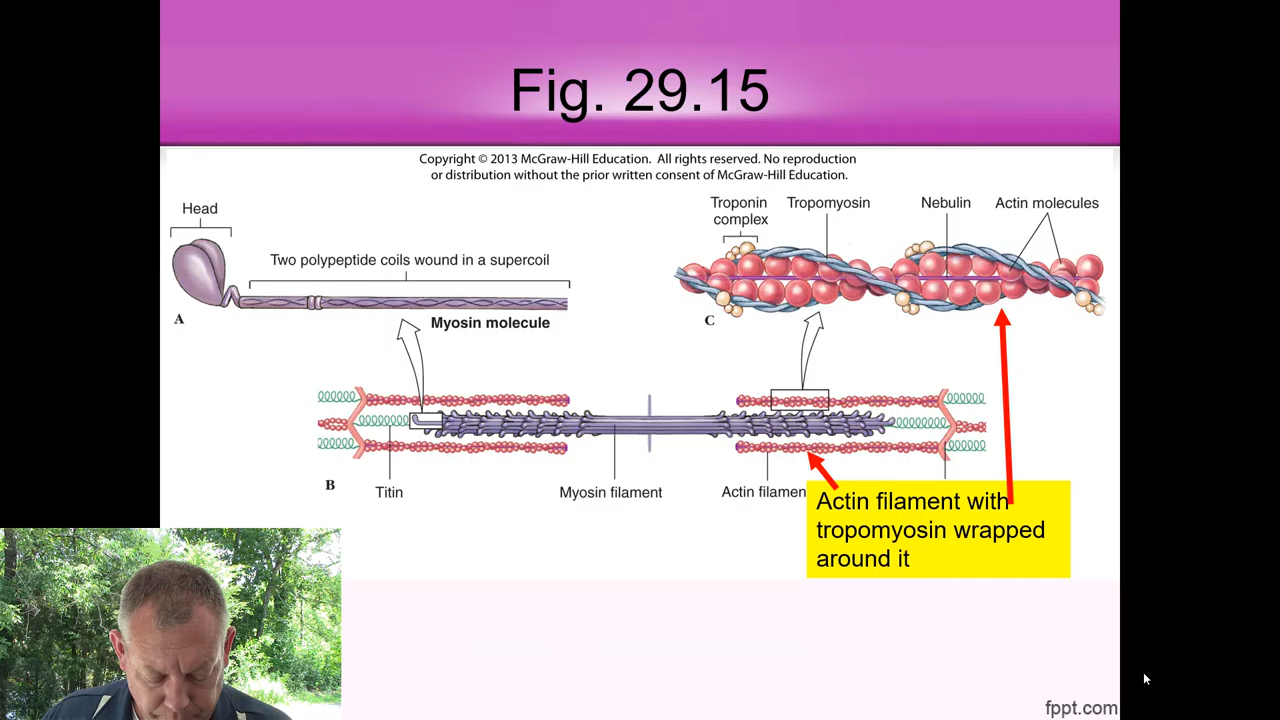 Fig. 29.15
Copyright © 2013 McGraw-Hill Education. All rights reserved. No reproduction
or distribution without the prior written consent of McGraw-Hill Education.
Head
Two polypeptide coils wound in a supercoil
A
Myosin molecule
Troponin
complex
Tropomyosin
Nebulin
Actin molecules
C
B
Titin
Myosin filament
Actin filamen
Actin filament with
tropomyosin wrapped
around it
fppt.com